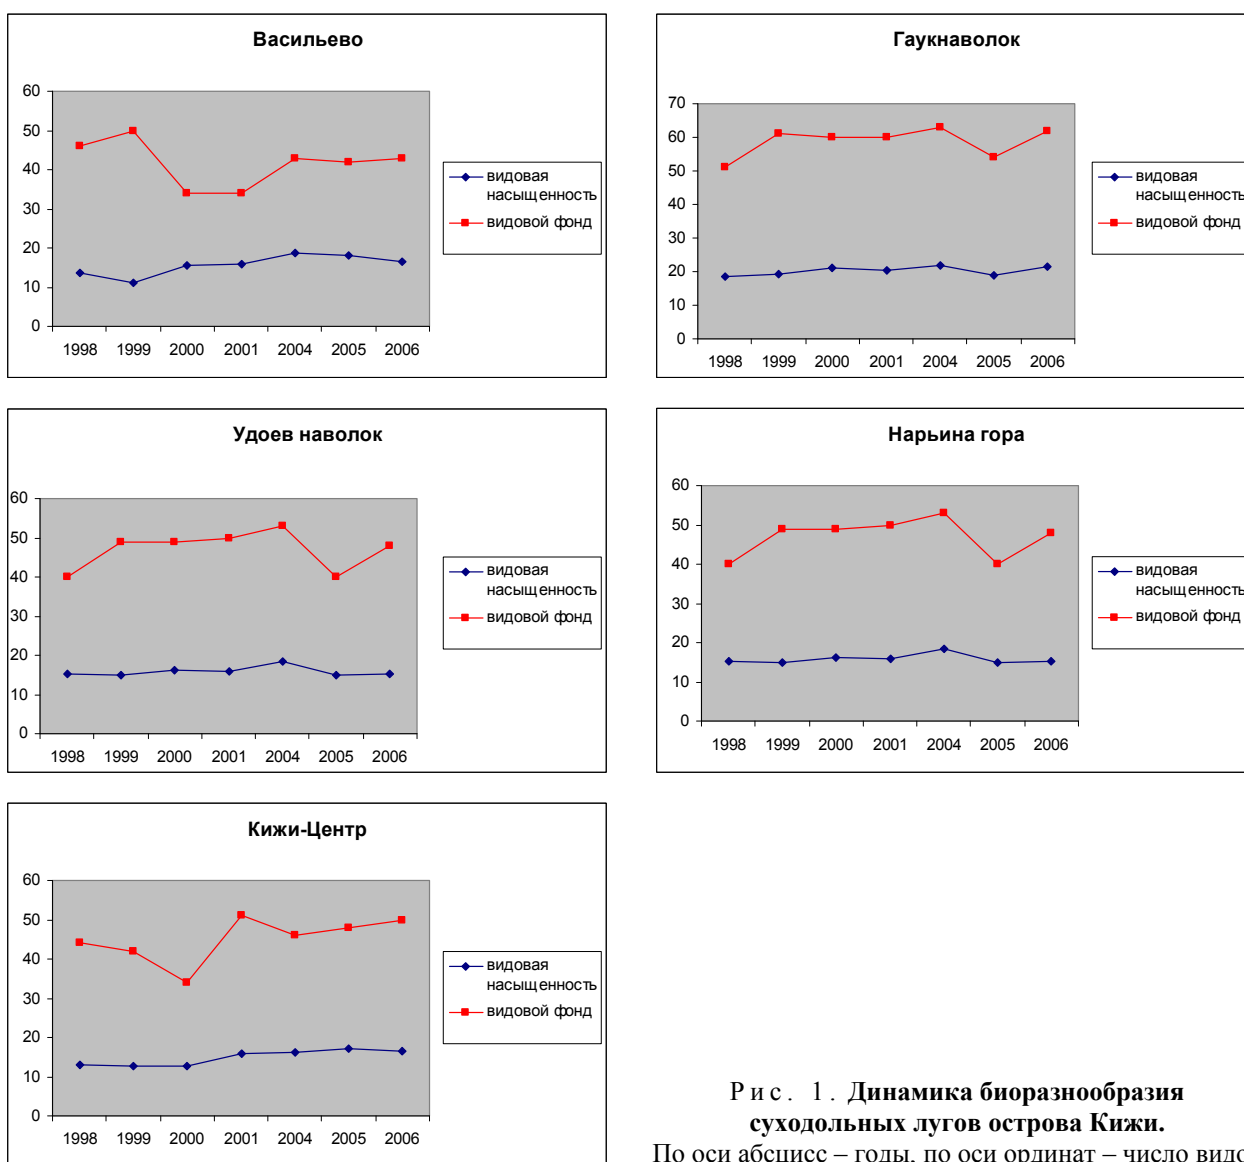 Васильево
60
50
40
30
20
10
0
1998 1999 2000 2001 2004 2005 2006
видовая
насыщенность
видовой фонд
Гаукнаволок
70
60
50
40
30
20
10
0
1998 1999 2000 2001 2004 2005 2006
видовая
насыщенность
видовой фонд
Удоев наволок
60
50
40
30
20
10
0
1998 1999 2000 2001 2004 2005 2006
видовая
насыщенность
видовой фонд
Нарьина гора
60
50
40
30
20
10
0
1998 1999 2000 2001 2004 2005 2006
видовая
насыщенность
видовой фонд
Кижи-Центр
60
50
40
30
20
10
0
1998 1999 2000 2001 2004 2005 2006
видовая
насыщенность
видовой фонд
Рис. 1. Динамика биоразнообразия
суходольных лугов острова Кижи.
По оси абсцисс – годы, по оси ординат – число видо